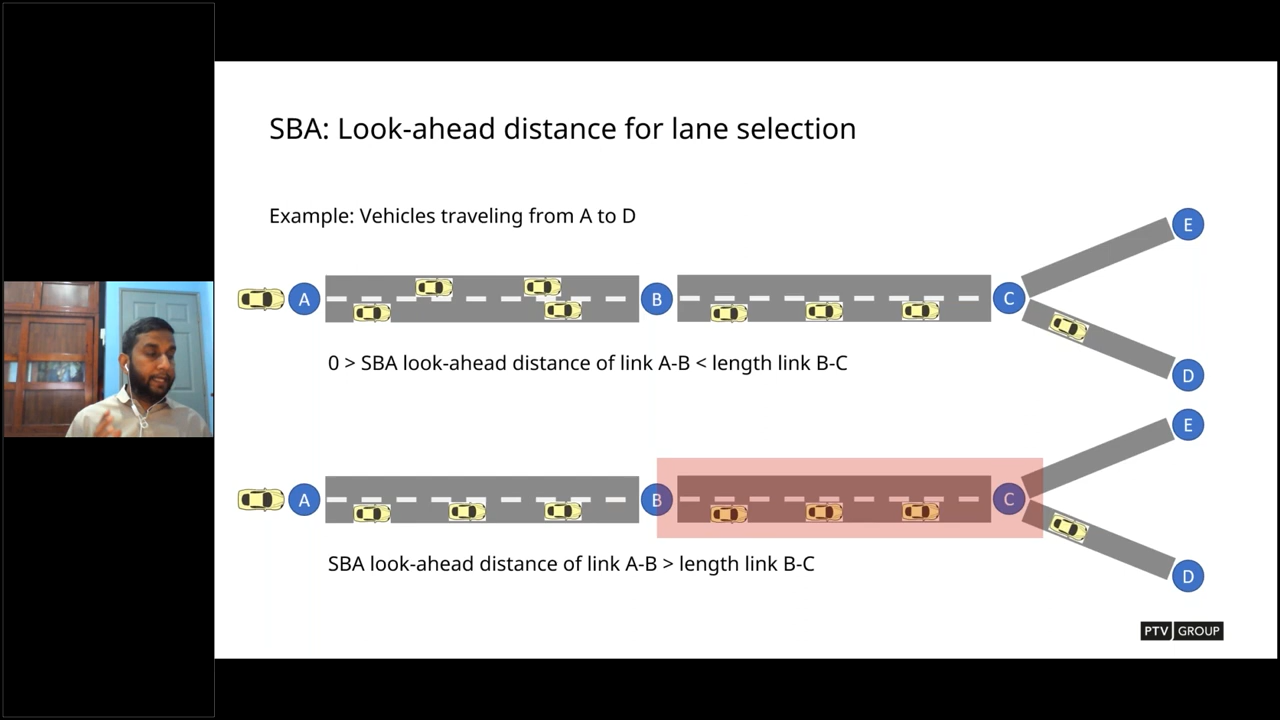 SBA: Look-ahead distance for lane selection
Example: Vehicles traveling from A to D
E
A
B
C
0 > SBA look-ahead distance of link A-B < length link B-C
D
E
A
B
C
SBA look-ahead distance of link A-B > length link B-C
D
PTV GROUP